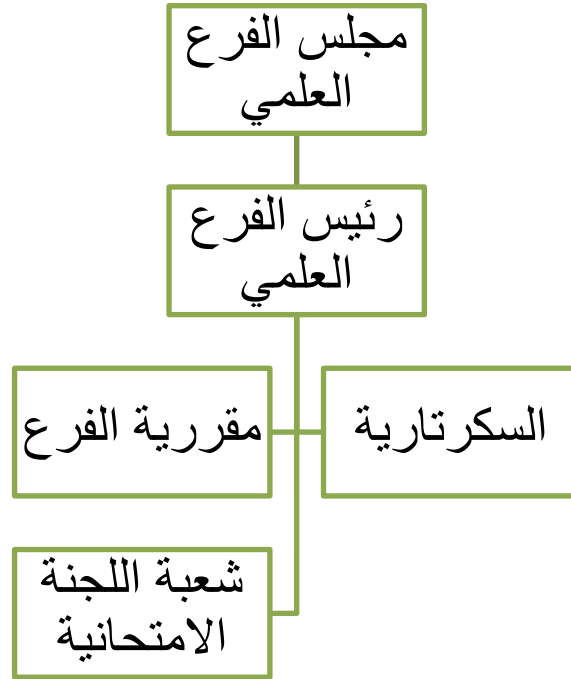 مجلس الفرع
العلمي
رئيس الفرع
العلمي
السكرتارية
مقررية الفرع
شعبة اللجنة
الامتحانية